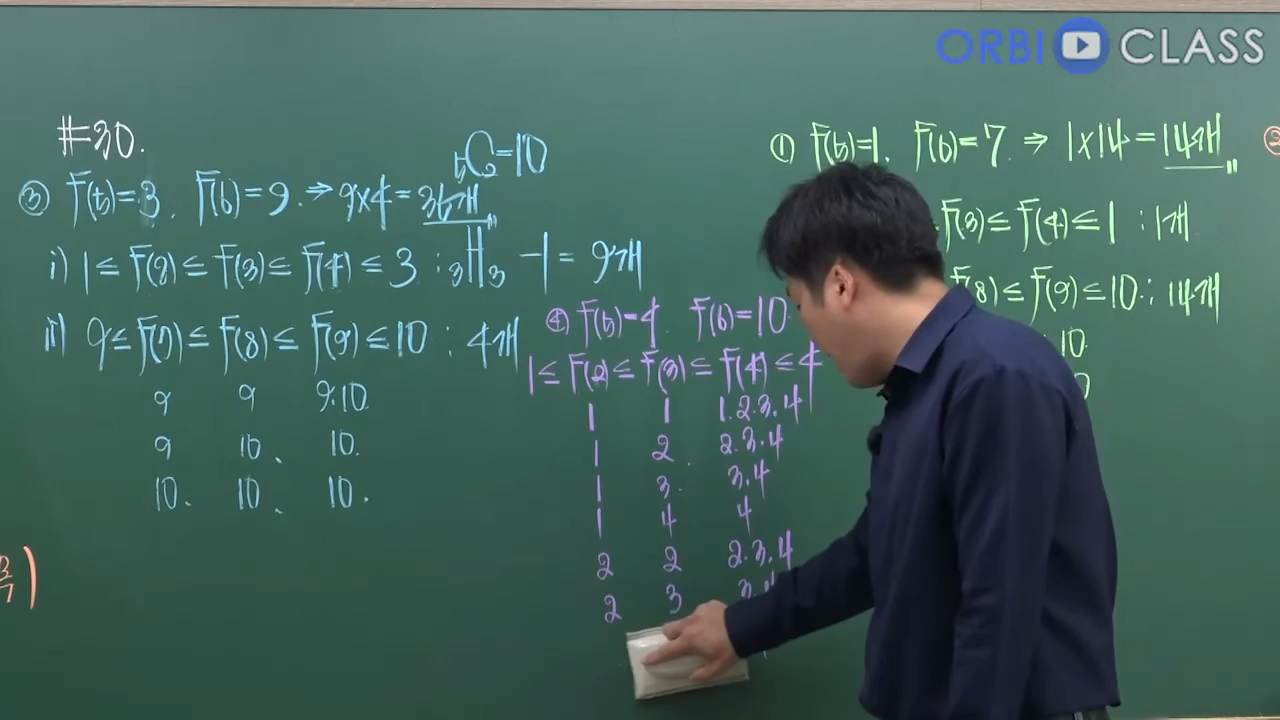 ORBI CLASS
#30.
₅C₂=10
③ f(5)=3. f(6)=9. ⇒ 9×4=36개
i) 1≤f(2)≤f(3)≤f(4)≤3 : ₃H₃ -1=9개
ii) 9≤f(7)≤f(8)≤f(9)≤10 : 4개
9 9 9.10.
9 10. 10.
10. 10. 10.
④ f(5)=4. f(6)=10.
1≤f(2)≤f(3)≤f(4)≤4
1 1 1.2.3.4
1 2. 2.3.4
1 3. 3.4
1 4 4
2 2 2.3.4
2 3
① f(5)=1. f(6)=7. ⇒ 1×14=14개
f(3)≤f(4)≤1 : 1개
f(8)≤f(9)≤10. : 14개
10.
②